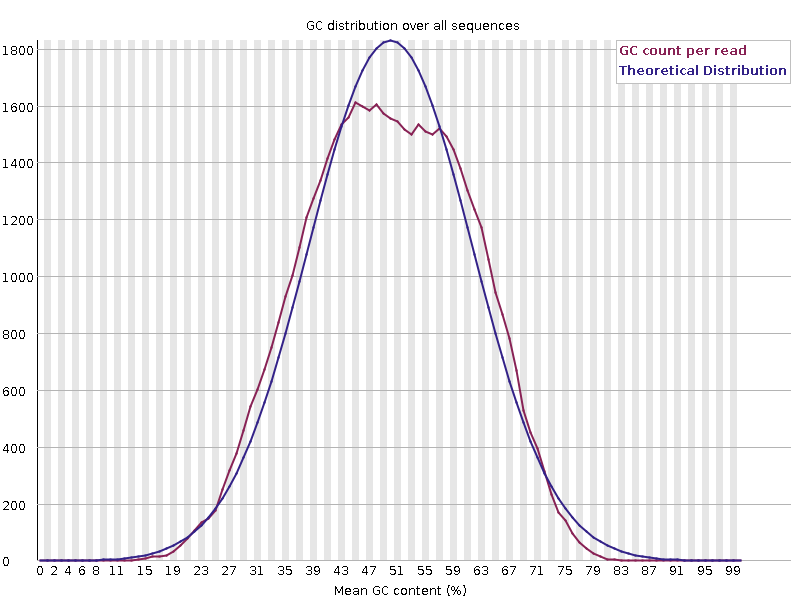 GC distribution over all sequences
GC count per read
Theoretical Distribution
1800
1600
1400
1200
1000
800
600
400
200
0
0 2 4 6 8 11 15 19 23 27 31 35 39 43 47 51 55 59 63 67 71 75 79 83 87 91 95 99
Mean GC content (%)